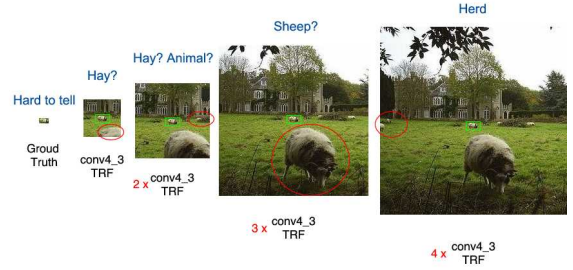 Hard to tell
Groud
Truth
Hay?
conv4_3
TRF
Hay? Animal?
2 x conv4_3
TRF
Sheep?
3 x conv4_3
TRF
Herd
4 x conv4_3
TRF